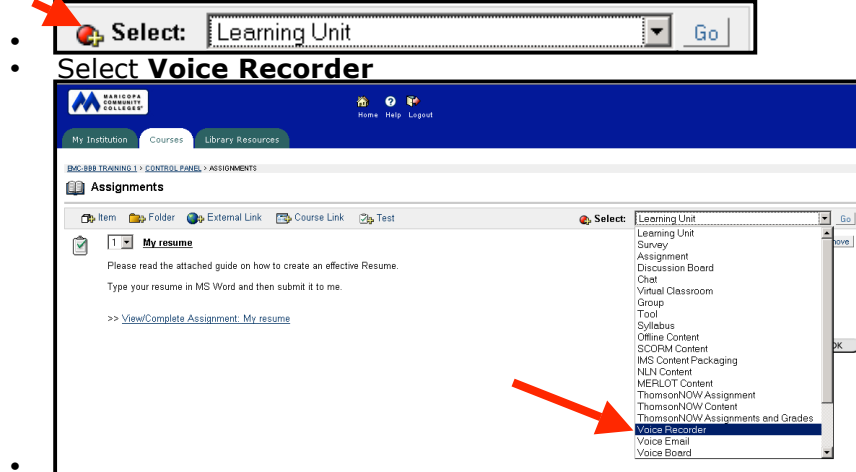 • Select: Learning Unit Go
• Select Voice Recorder
MARICOPA
COMMUNITY
COLLEGES
Home Help Logout
My Institution Courses Library Resources
EMC-BBB TRAINING 1 > CONTROL PANEL > ASSIGNMENTS
Assignments
Item Folder External Link Course Link Test Select: Learning Unit Go
1 My resume
Please read the attached guide on how to create an effective Resume.
Type your resume in MS Word and then submit it to me.
>> View/Complete Assignment: My resume
Learning Unit
Survey
Assignment
Discussion Board
Chat
Virtual Classroom
Group
Tool
Syllabus
Offline Content
SCORM Content
IMS Content Packaging
NLN Content
MERLOT Content
ThomsonNOW Assignment
ThomsonNOW Content
ThomsonNOW Assignments and Grades
Voice Recorder
Voice Email
Voice Board
•